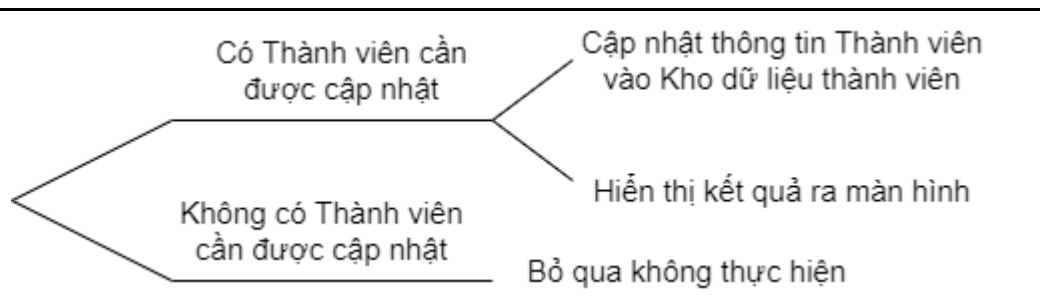 Có Thành viên cần
được cập nhật
Cập nhật thông tin Thành viên
vào Kho dữ liệu thành viên
Hiển thị kết quả ra màn hình
Không có Thành viên
cần được cập nhật
Bỏ qua không thực hiện